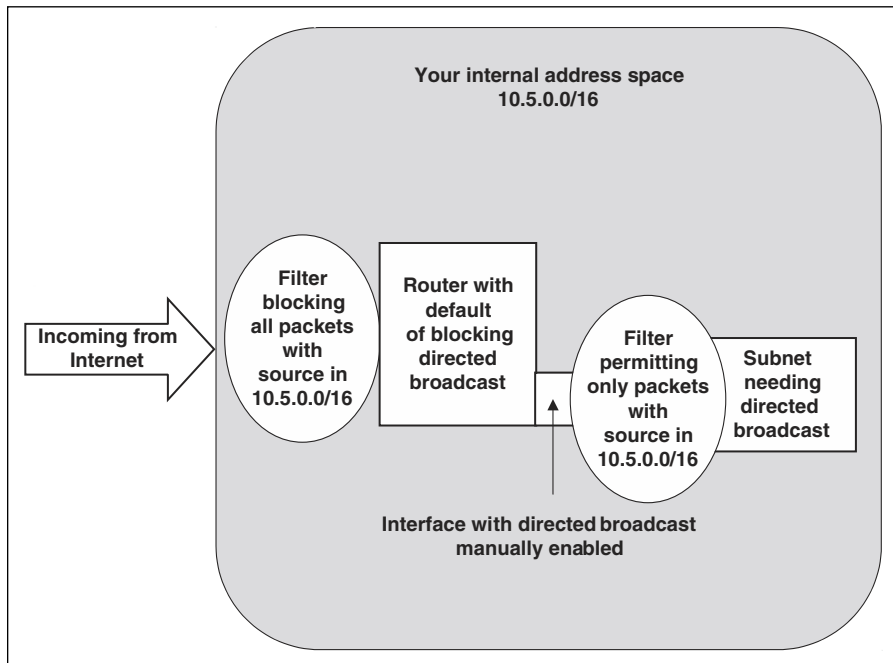 Your internal address space
10.5.0.0/16
Incoming from
Internet
Filter
blocking
all packets
with
source in
10.5.0.0/16
Router with
default
of blocking
directed
broadcast
Filter
permitting
only packets
with
source in
10.5.0.0/16
Subnet
needing
directed
broadcast
Interface with directed broadcast
manually enabled